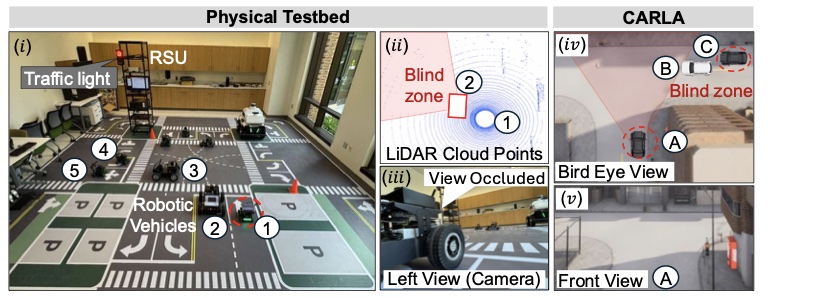 Physical Testbed
CARLA
(i)
RSU
Traffic light
4
5
3
Robotic
Vehicles
2
1
P
P
P
P
P
P
(ii)
Blind
zone
2
1
LiDAR Cloud Points
(iii)
View Occluded
Left View (Camera)
(iv)
C
B
Blind zone
A
Bird Eye View
(v)
Front View
A